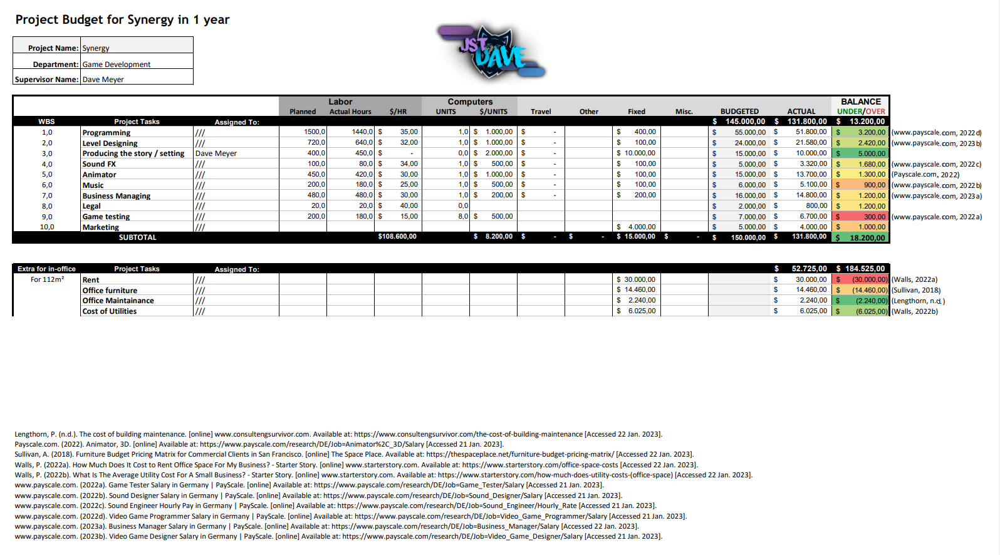 Project Budget for Synergy in 1 year
JST
DAVE
Project Name: Synergy
Department: Game Development
Supervisor Name: Dave Meyer
Labor Computers BALANCE
Planned Actual Hours $/HR UNITS $/UNITS Travel Other Fixed Misc. BUDGETED ACTUAL UNDER/OVER
WBS Project Tasks Assigned To: $ 145.000,00 $ 131.800,00 $ 13.200,00
1,0 Programming /// 1500,0 1440,0 $ 35,00 1,0 $ 1.000,00 $ - $ 400,00 $ 55.000,00 $ 51.800,00 $ 3.200,00 (www.payscale.com, 2022d)
2,0 Level Designing /// 720,0 640,0 $ 32,00 1,0 $ 1.000,00 $ - $ 100,00 $ 24.000,00 $ 21.580,00 $ 2.420,00 (www.payscale.com, 2023b)
3,0 Producing the story / setting Dave Meyer 400,0 450,0 $ - 0,0 $ 2.000,00 $ - $ 10.000,00 $ 15.000,00 $ 10.000,00 $ 5.000,00
4,0 Sound FX /// 100,0 80,0 $ 34,00 1,0 $ 500,00 $ - $ 100,00 $ 5.000,00 $ 3.320,00 $ 1.680,00 (www.payscale.com, 2022c)
5,0 Animator /// 450,0 420,0 $ 30,00 1,0 $ 1.000,00 $ - $ 100,00 $ 15.000,00 $ 13.700,00 $ 1.300,00 (Payscale.com, 2022)
6,0 Music /// 200,0 180,0 $ 25,00 1,0 $ 500,00 $ - $ 100,00 $ 6.000,00 $ 5.100,00 $ 900,00 (www.payscale.com, 2022b)
7,0 Business Managing /// 480,0 480,0 $ 30,00 1,0 $ 200,00 $ - $ 200,00 $ 16.000,00 $ 14.800,00 $ 1.200,00 (www.payscale.com, 2023a)
8,0 Legal /// 20,0 20,0 $ 40,00 0,0 $ 2.000,00 $ 800,00 $ 1.200,00
9,0 Game testing /// 200,0 180,0 $ 15,00 8,0 $ 500,00 $ 7.000,00 $ 6.700,00 $ 300,00 (www.payscale.com, 2022a)
10,0 Marketing /// $ 4.000,00 $ 5.000,00 $ 4.000,00 $ 1.000,00
SUBTOTAL $108.600,00 $ 8.200,00 $ - $ - $ 15.000,00 $ - $ 150.000,00 $ 131.800,00 $ 18.200,00
Extra for in-office Project Tasks Assigned To: $ 52.725,00 $ 184.525,00
For 112m² Rent /// $ 30.000,00 $ 30.000,00 $ (30.000,00) (Walls, 2022a)
Office furniture /// $ 14.460,00 $ 14.460,00 $ (14.460,00) (Sullivan, 2018)
Office Maintainance /// $ 2.240,00 $ 2.240,00 $ (2.240,00) (Lengthorn, n.d.)
Cost of Utilities /// $ 6.025,00 $ 6.025,00 $ (6.025,00) (Walls, 2022b)
Lengthorn, P. (n.d.). The cost of building maintenance. [online] www.consultengsurvivor.com. Available at: https://www.consultengsurvivor.com/the-cost-of-building-maintenance [Accessed 22 Jan. 2023].
Payscale.com. (2022). Animator, 3D. [online] Available at: https://www.payscale.com/research/DE/Job=Animator%2C_3D/Salary [Accessed 21 Jan. 2023].
Sullivan, A. (2018). Furniture Budget Pricing Matrix for Commercial Clients in San Francisco. [online] The Space Place. Available at: https://thespaceplace.net/furniture-budget-pricing-matrix/ [Accessed 22 Jan. 2023].
Walls, P. (2022a). How Much Does It Cost to Rent Office Space For My Business? - Starter Story. [online] www.starterstory.com. Available at: https://www.starterstory.com/office-space-costs [Accessed 22 Jan. 2023].
Walls, P. (2022b). What Is The Average Utility Cost For A Small Business? - Starter Story. [online] www.starterstory.com. Available at: https://www.starterstory.com/how-much-does-utility-costs-(office-space) [Accessed 22 Jan. 2023].
www.payscale.com. (2022a). Game Tester Salary in Germany | PayScale. [online] Available at: https://www.payscale.com/research/DE/Job=Game_Tester/Salary [Accessed 21 Jan. 2023].
www.payscale.com. (2022b). Sound Designer Salary in Germany | PayScale. [online] Available at: https://www.payscale.com/research/DE/Job=Sound_Designer/Salary [Accessed 21 Jan. 2023].
www.payscale.com. (2022c). Sound Engineer Hourly Pay in Germany | PayScale. [online] Available at: https://www.payscale.com/research/DE/Job=Sound_Engineer/Hourly_Rate [Accessed 21 Jan. 2023].
www.payscale.com. (2022d). Video Game Programmer Salary in Germany | PayScale. [online] Available at: https://www.payscale.com/research/DE/Job=Video_Game_Programmer/Salary [Accessed 21 Jan. 2023].
www.payscale.com. (2023a). Business Manager Salary in Germany | PayScale. [online] Available at: https://www.payscale.com/research/DE/Job=Business_Manager/Salary [Accessed 22 Jan. 2023].
www.payscale.com. (2023b). Video Game Designer Salary in Germany | PayScale. [online] Available at: https://www.payscale.com/research/DE/Job=Video_Game_Designer/Salary [Accessed 21 Jan. 2023].